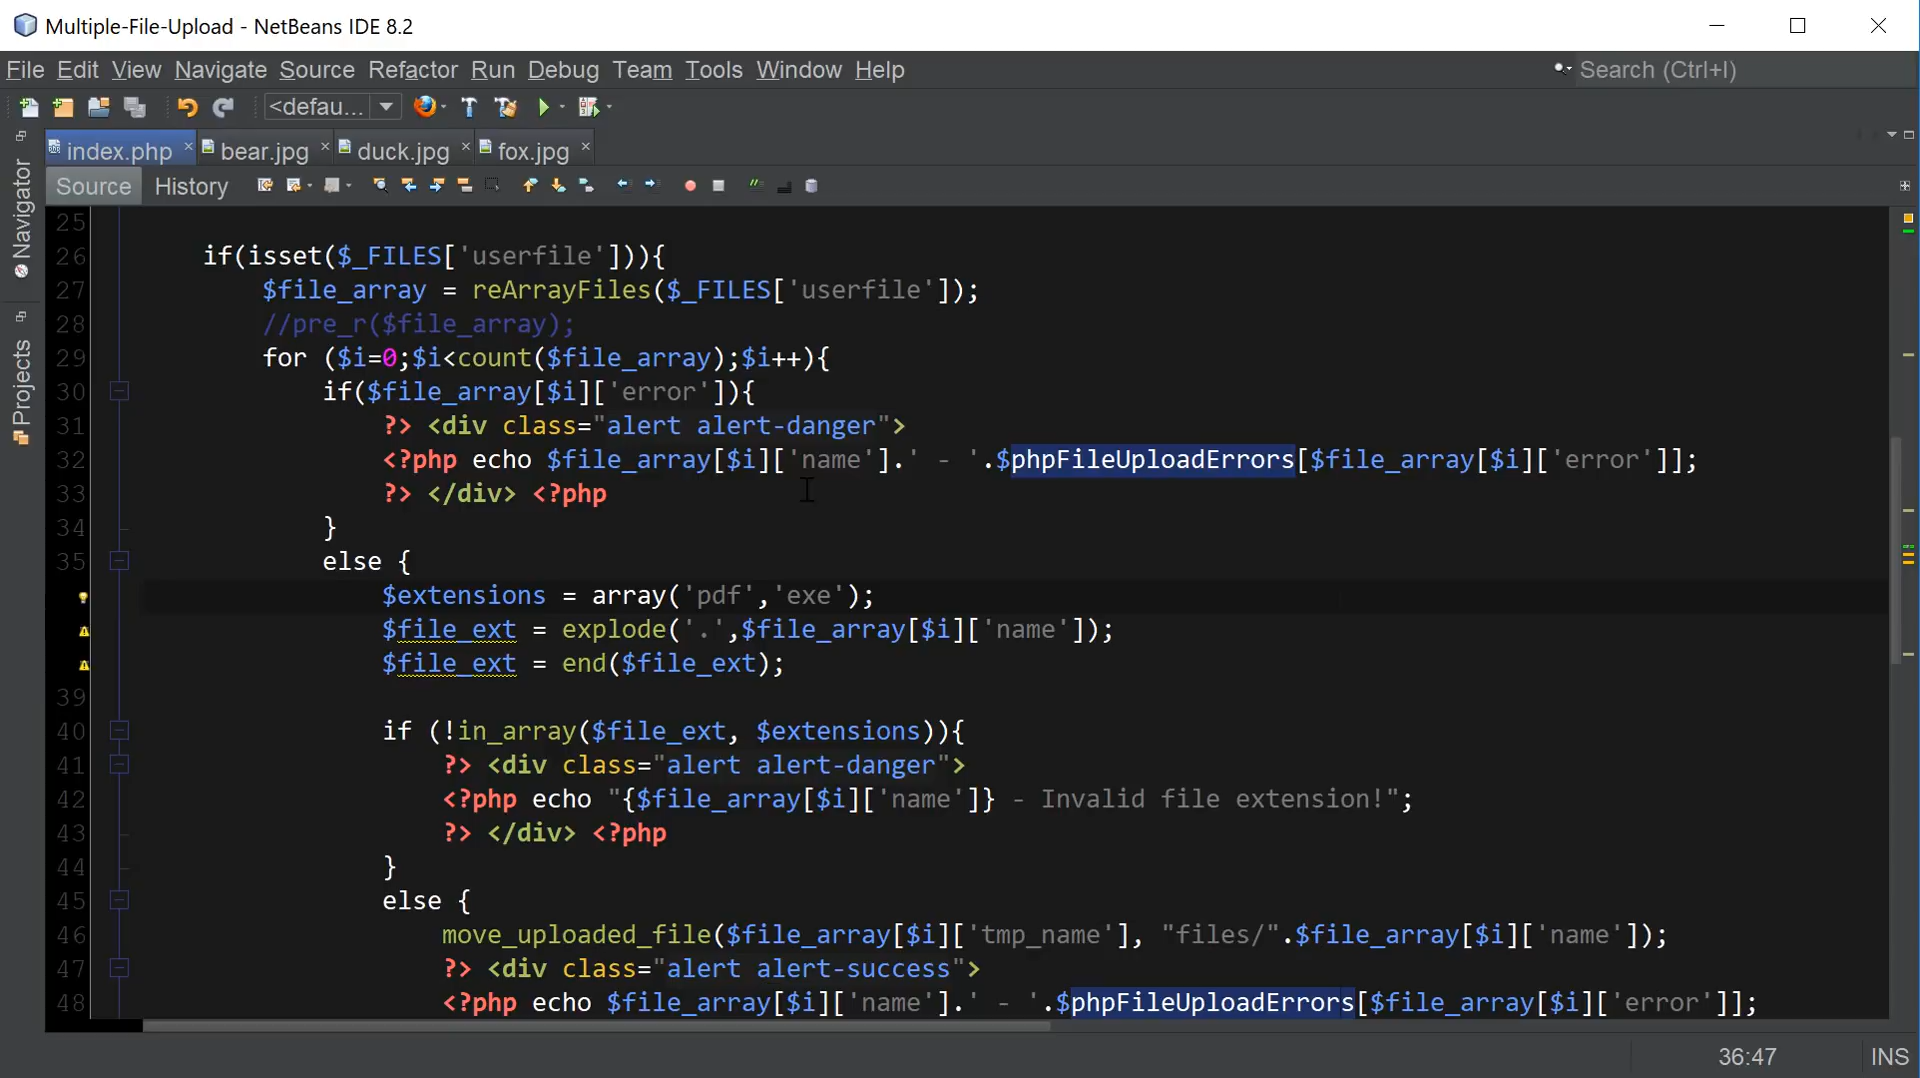 Multiple-File-Upload - NetBeans IDE 8.2
File Edit View Navigate Source Refactor Run Debug Team Tools Window Help
Search (Ctrl+I)
<defau...
index.php
bear.jpg
duck.jpg
fox.jpg
Source History
Navigator
Projects
25
26 if(isset($_FILES['userfile'])){
27 $file_array = reArrayFiles($_FILES['userfile']);
28 //pre_r($file_array);
29 for ($i=0;$i<count($file_array);$i++){
30 if($file_array[$i]['error']){
31 ?> <div class="alert alert-danger">
32 <?php echo $file_array[$i]['name'].' - '.$phpFileUploadErrors[$file_array[$i]['error']];
33 ?> </div> <?php
34 }
35 else {
$extensions = array('pdf','exe');
$file_ext = explode('.',$file_array[$i]['name']);
$file_ext = end($file_ext);
39
40 if (!in_array($file_ext, $extensions)){
41 ?> <div class="alert alert-danger">
42 <?php echo "{$file_array[$i]['name']} - Invalid file extension!";
43 ?> </div> <?php
44 }
45 else {
46 move_uploaded_file($file_array[$i]['tmp_name'], "files/".$file_array[$i]['name']);
47 ?> <div class="alert alert-success">
48 <?php echo $file_array[$i]['name'].' - '.$phpFileUploadErrors[$file_array[$i]['error']];
36:47 INS